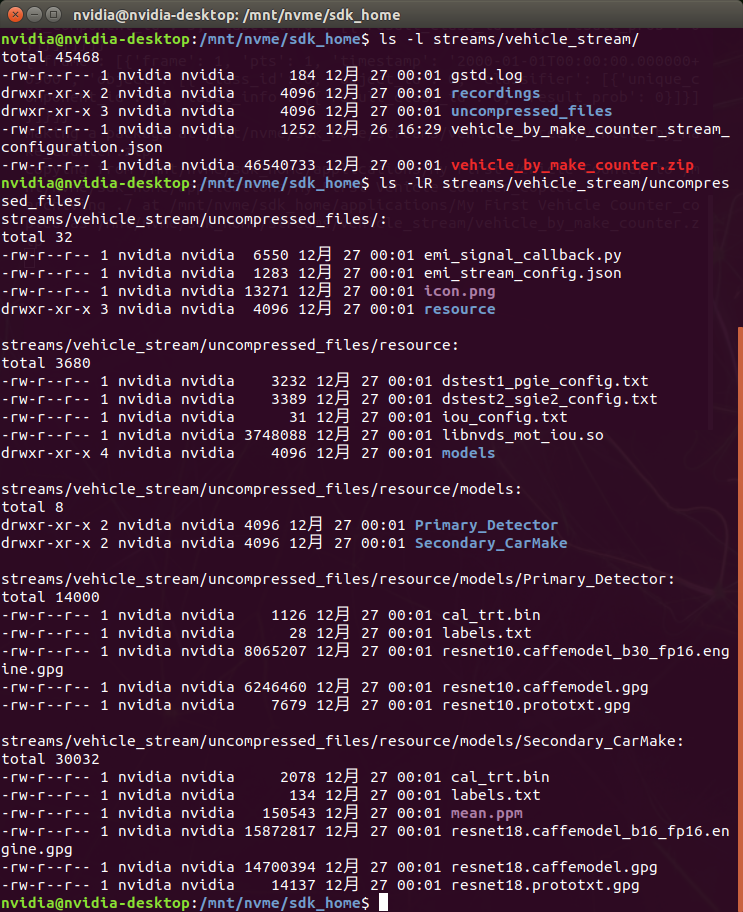 nvidia@nvidia-desktop: /mnt/nvme/sdk_home
nvidia@nvidia-desktop:/mnt/nvme/sdk_home$ ls -l streams/vehicle_stream/
total 45468
-rw-r--r-- 1 nvidia nvidia      184 12月 27 00:01 gstd.log
drwxr-xr-x 2 nvidia nvidia     4096 12月 27 00:01 recordings
drwxr-xr-x 3 nvidia nvidia     4096 12月 27 00:01 uncompressed_files
-rw-r--r-- 1 nvidia nvidia     1252 12月 26 16:29 vehicle_by_make_counter_stream_
configuration.json
-rw-r--r-- 1 nvidia nvidia 46540733 12月 27 00:01 vehicle_by_make_counter.zip
nvidia@nvidia-desktop:/mnt/nvme/sdk_home$ ls -lR streams/vehicle_stream/uncompres
sed_files/
streams/vehicle_stream/uncompressed_files/:
total 32
-rw-r--r-- 1 nvidia nvidia  6550 12月 27 00:01 emi_signal_callback.py
-rw-r--r-- 1 nvidia nvidia  1283 12月 27 00:01 emi_stream_config.json
-rw-r--r-- 1 nvidia nvidia 13271 12月 27 00:01 icon.png
drwxr-xr-x 3 nvidia nvidia  4096 12月 27 00:01 resource
streams/vehicle_stream/uncompressed_files/resource:
total 3680
-rw-r--r-- 1 nvidia nvidia    3232 12月 27 00:01 dstest1_pgie_config.txt
-rw-r--r-- 1 nvidia nvidia    3389 12月 27 00:01 dstest2_sgie2_config.txt
-rw-r--r-- 1 nvidia nvidia      31 12月 27 00:01 iou_config.txt
-rw-r--r-- 1 nvidia nvidia 3748088 12月 27 00:01 libnvds_mot_iou.so
drwxr-xr-x 4 nvidia nvidia    4096 12月 27 00:01 models
streams/vehicle_stream/uncompressed_files/resource/models:
total 8
drwxr-xr-x 2 nvidia nvidia 4096 12月 27 00:01 Primary_Detector
drwxr-xr-x 2 nvidia nvidia 4096 12月 27 00:01 Secondary_CarMake
streams/vehicle_stream/uncompressed_files/resource/models/Primary_Detector:
total 14000
-rw-r--r-- 1 nvidia nvidia    1126 12月 27 00:01 cal_trt.bin
-rw-r--r-- 1 nvidia nvidia      28 12月 27 00:01 labels.txt
-rw-r--r-- 1 nvidia nvidia 8065207 12月 27 00:01 resnet10.caffemodel_b30_fp16.eng
ine.gpg
-rw-r--r-- 1 nvidia nvidia 6246460 12月 27 00:01 resnet10.caffemodel.gpg
-rw-r--r-- 1 nvidia nvidia    7679 12月 27 00:01 resnet10.prototxt.gpg
streams/vehicle_stream/uncompressed_files/resource/models/Secondary_CarMake:
total 30032
-rw-r--r-- 1 nvidia nvidia     2078 12月 27 00:01 cal_trt.bin
-rw-r--r-- 1 nvidia nvidia      134 12月 27 00:01 labels.txt
-rw-r--r-- 1 nvidia nvidia   150543 12月 27 00:01 mean.ppm
-rw-r--r-- 1 nvidia nvidia 15872817 12月 27 00:01 resnet18.caffemodel_b16_fp16.en
gine.gpg
-rw-r--r-- 1 nvidia nvidia 14700394 12月 27 00:01 resnet18.caffemodel.gpg
-rw-r--r-- 1 nvidia nvidia    14137 12月 27 00:01 resnet18.prototxt.gpg
nvidia@nvidia-desktop:/mnt/nvme/sdk_home$